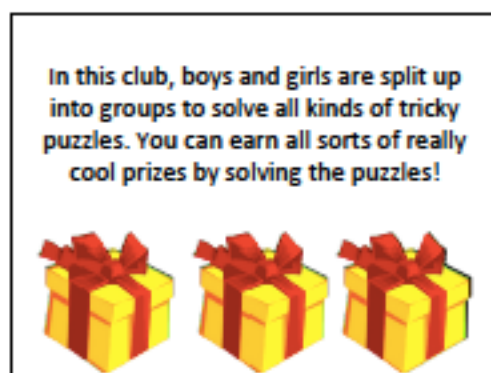 In this club, boys and girls are split up
into groups to solve all kinds of tricky
puzzles. You can earn all sorts of really
cool prizes by solving the puzzles!